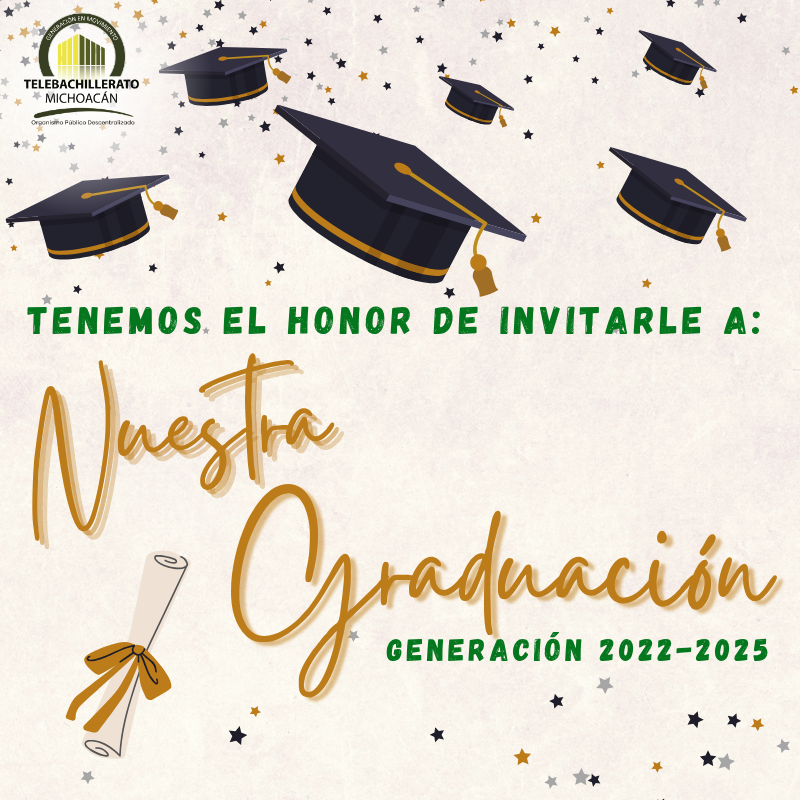 GENERACIÓN EN MOVIMIENTO
TELEBACHILLERATO
MICHOACÁN
Organismo Público Descentralizado
TENEMOS EL HONOR DE INVITARLE A:
Nuestra
Graduación
GENERACIÓN 2022-2025